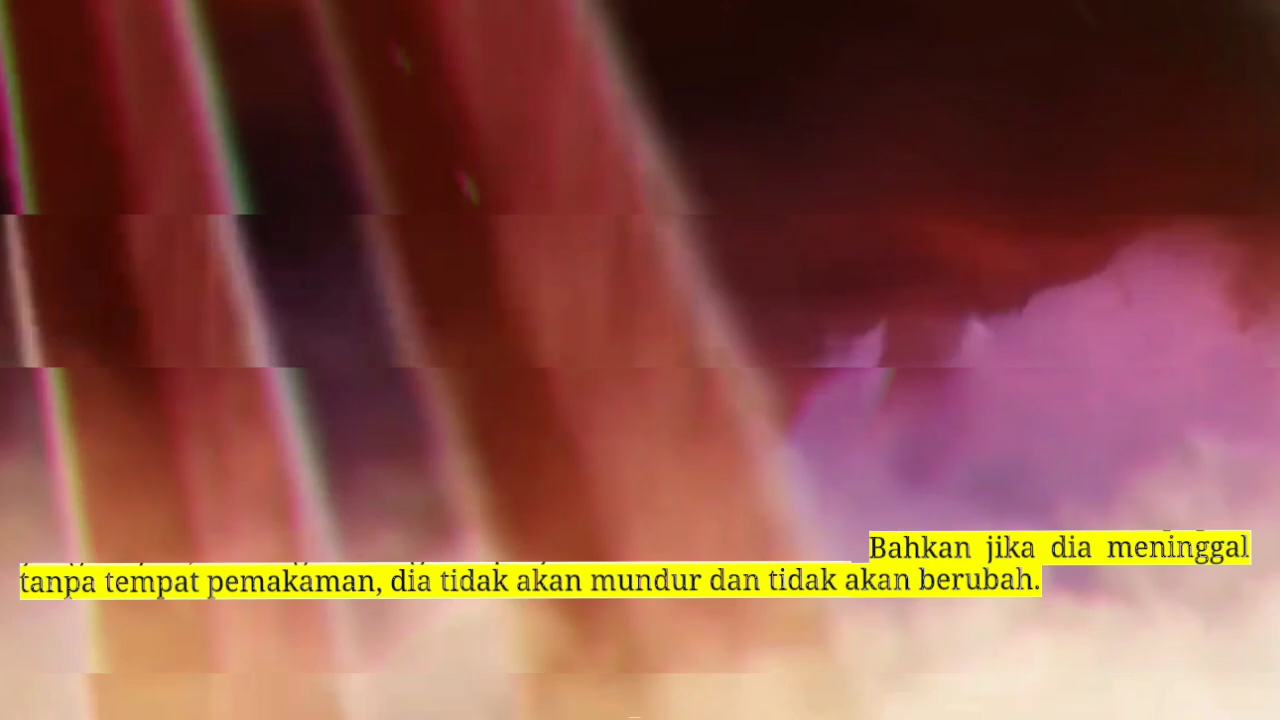 Bahkan jika dia meninggal
tanpa tempat pemakaman, dia tidak akan mundur dan tidak akan berubah.